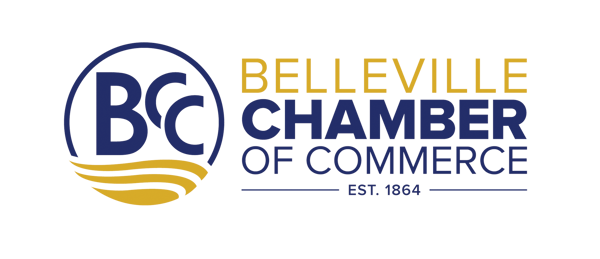 BCC
BELLEVILLE
CHAMBER
OF COMMERCE
EST. 1864